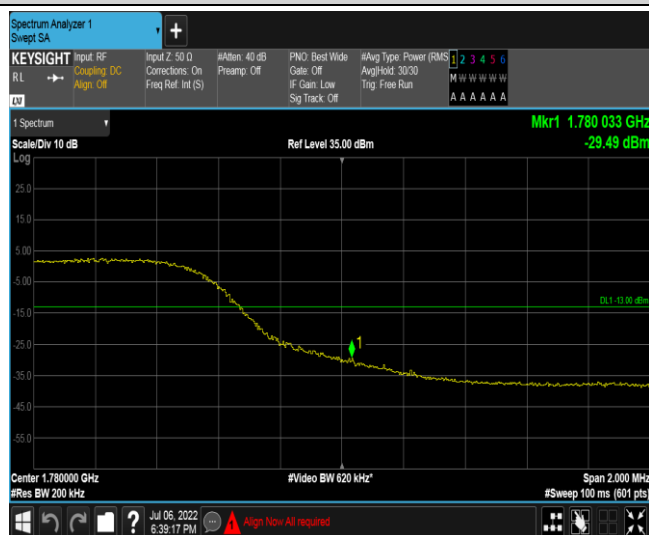 Spectrum Analyzer 1
Swept SA
+
KEYSIGHT Input: RF
RL
Coupling: DC
Align: Off
Input Z: 50 Ω
Corrections: On
Freq Ref: Int (S)
#Atten: 40 dB
Preamp: Off
PNO: Best Wide
Gate: Off
IF Gain: Low
Sig Track: Off
#Avg Type: Power (RMS
Avg|Hold: 30/30
Trig: Free Run
1 2 3 4 5 6
M W W W W W
A A A A A A
LXI
1 Spectrum
Mkr1 1.780 033 GHz
Scale/Div 10 dB
Ref Level 35.00 dBm
-29.49 dBm
Log
25.0
15.0
5.00
-5.00
DL1 -13.00 dBm
-15.0
-25.0
1
-35.0
-45.0
-55.0
Center 1.780000 GHz
#Video BW 620 kHz*
Span 2.000 MHz
#Res BW 200 kHz
#Sweep 100 ms (601 pts)
?
Jul 06, 2022
6:39:17 PM
1
Align Now All required